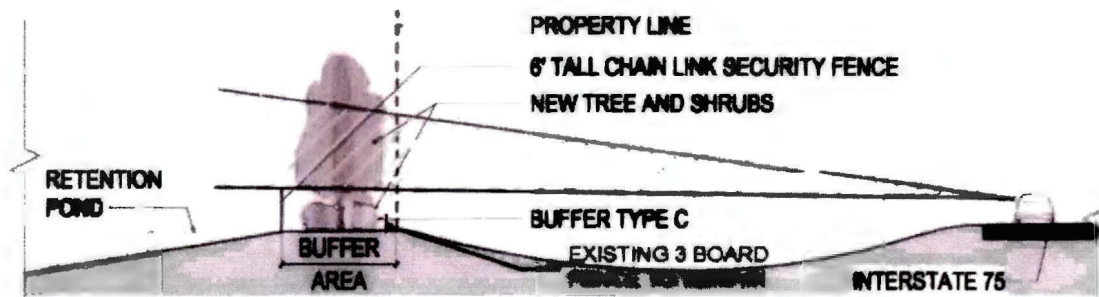 PROPERTY LINE
6' TALL CHAIN LINK SECURITY FENCE
NEW TREE AND SHRUBS
RETENTION
POND
BUFFER TYPE C
BUFFER
AREA
EXISTING 3 BOARD
INTERSTATE 75